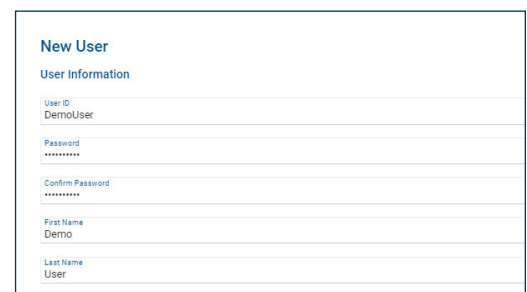 New User
User Information
User ID
DemoUser
Password
••••••••••
Confirm Password
••••••••••
First Name
Demo
Last Name
User